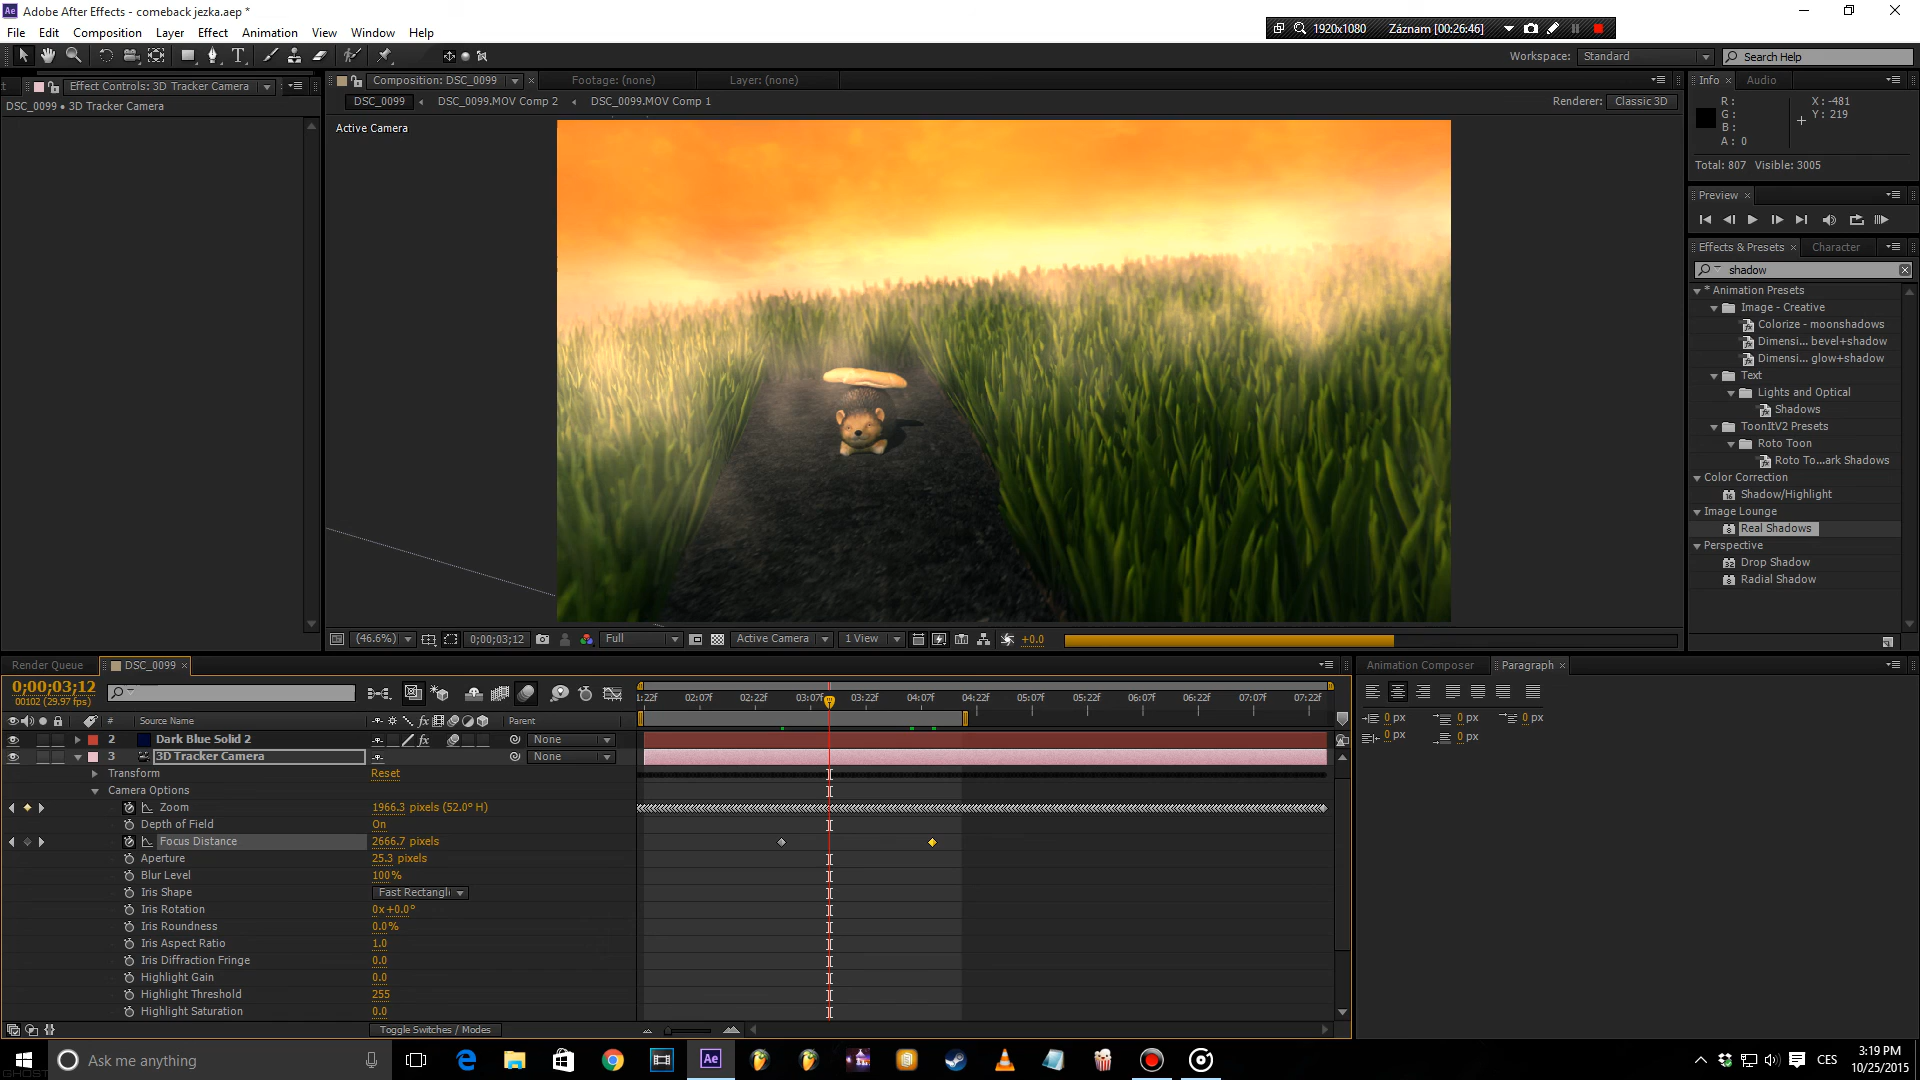 Ae Adobe After Effects - comeback jezka.aep *
File Edit Composition Layer Effect Animation View Window Help
1920x1080 Záznam [00:26:46]
Workspace: Standard Search Help
Effect Controls: 3D Tracker Camera
DSC_0099 • 3D Tracker Camera
Composition: DSC_0099 Footage: (none) Layer: (none)
DSC_0099 DSC_0099.MOV Comp 2 DSC_0099.MOV Comp 1
Renderer: Classic 3D
Active Camera
Info Audio
R: X: -481
G: Y: 219
B:
A: 0
Total: 807 Visible: 3005
Preview
Effects & Presets Character
shadow
* Animation Presets
Image - Creative
Colorize - moonshadows
Dimensi... bevel+shadow
Dimensi... glow+shadow
Text
Lights and Optical
Shadows
ToonItV2 Presets
Roto Toon
Roto To...ark Shadows
Color Correction
Shadow/Highlight
Image Lounge
Real Shadows
Perspective
Drop Shadow
Radial Shadow
(46.6%) 0;00;03;12 Full Active Camera 1 View +0.0
Render Queue DSC_0099
0;00;03;12
00102 (29.97 fps)
1:22f 02:07f 02:22f 03:07f 03:22f 04:07f 04:22f 05:07f 05:22f 06:07f 06:22f 07:07f 07:22f
# Source Name Parent
2 Dark Blue Solid 2 None
3 3D Tracker Camera None
Transform Reset
Camera Options
Zoom 1966.3 pixels (52.0° H)
Depth of Field On
Focus Distance 2666.7 pixels
Aperture 25.3 pixels
Blur Level 100%
Iris Shape Fast Rectangl
Iris Rotation 0x+0.0°
Iris Roundness 0.0%
Iris Aspect Ratio 1.0
Iris Diffraction Fringe 0.0
Highlight Gain 0.0
Highlight Threshold 255
Highlight Saturation 0.0
Toggle Switches / Modes
Animation Composer Paragraph
0 px 0 px 0 px
0 px 0 px
Ask me anything
Ae
CES
3:19 PM
10/25/2015